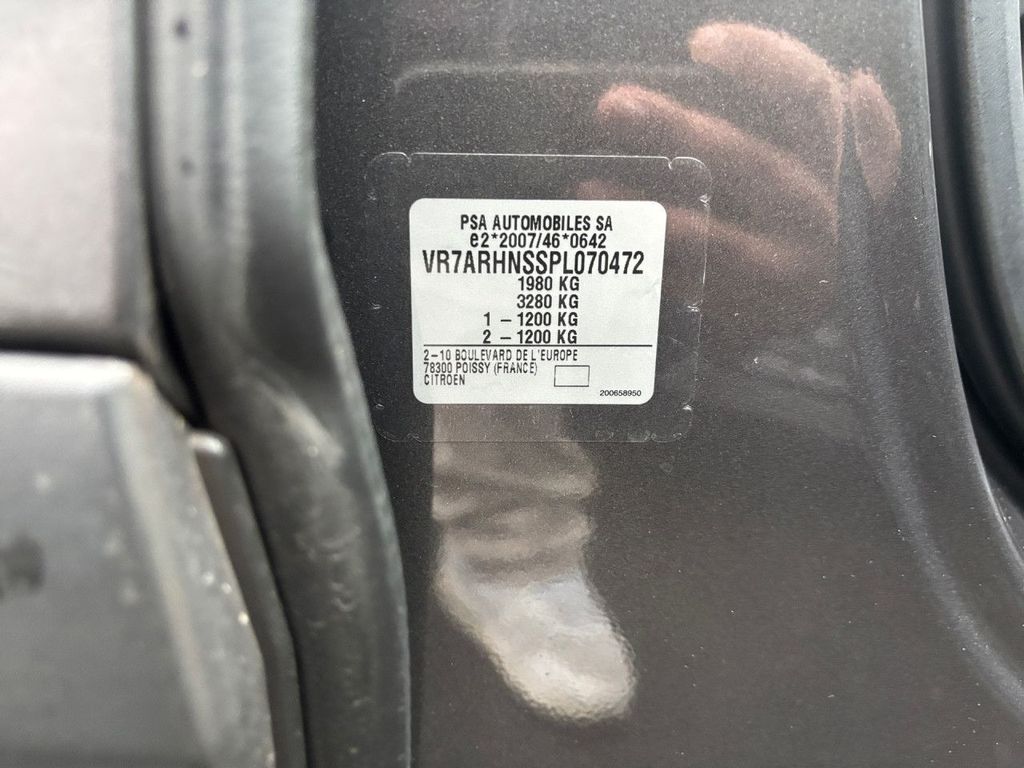 PSA AUTOMOBILES SA
e2*2007/46*0642
VR7ARHNSSPL070472
1980 KG
3280 KG
1 – 1200 KG
2 – 1200 KG
2–10 BOULEVARD DE L'EUROPE
78300 POISSY (FRANCE)
CITROEN
200658950